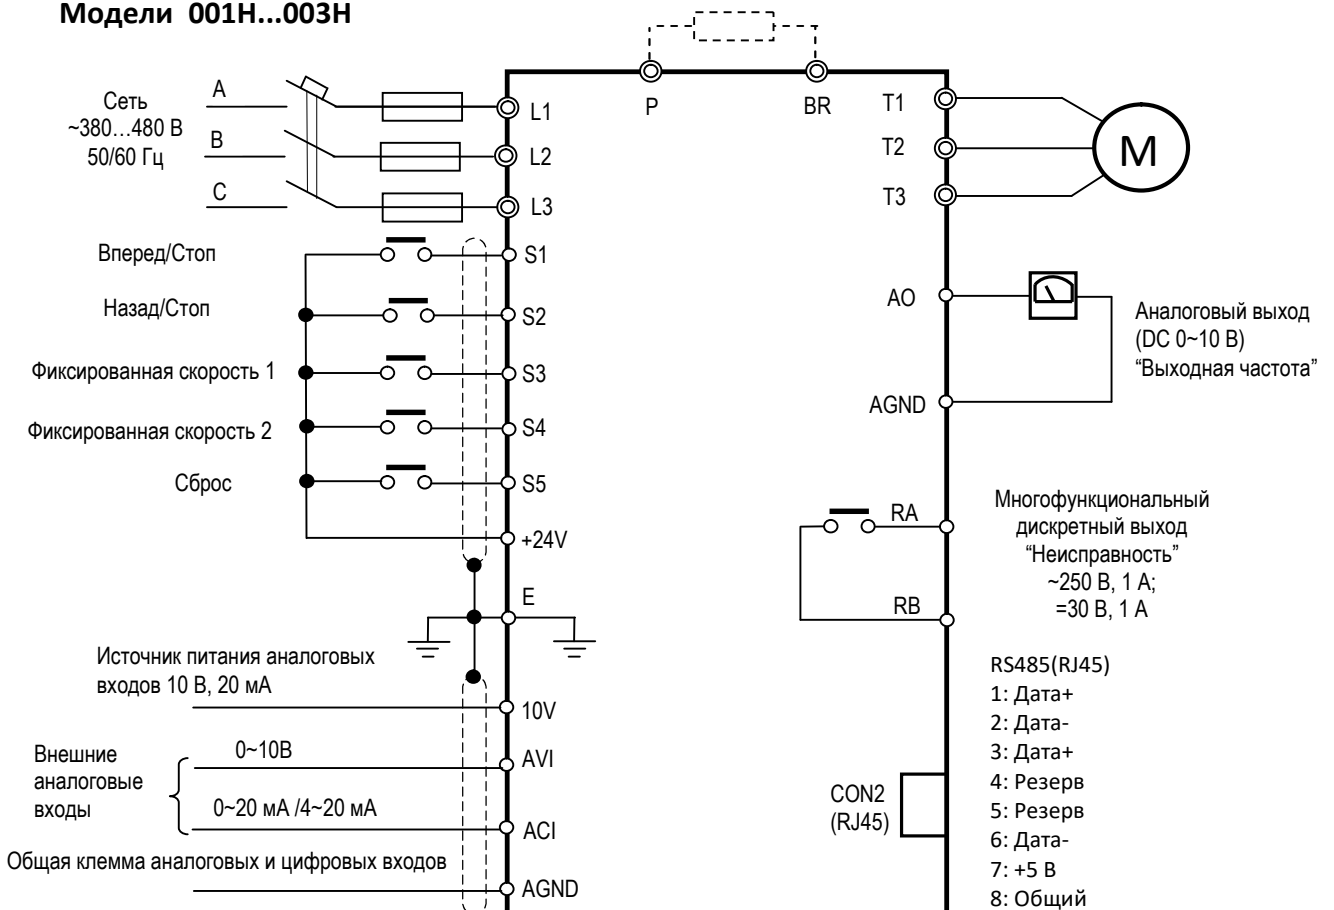 Модели 001H...003H
Сеть
~380...480 В
50/60 Гц
A
B
C
L1
L2
L3
P
BR
T1
T2
T3
M
Вперед/Стоп
S1
Назад/Стоп
S2
Фиксированная скорость 1
S3
Фиксированная скорость 2
S4
Сброс
S5
+24V
E
Источник питания аналоговых
входов 10 В, 20 мА
10V
Внешние
аналоговые
входы
0~10В
AVI
0~20 мА /4~20 мА
ACI
Общая клемма аналоговых и цифровых входов
AGND
AO
AGND
Аналоговый выход
(DC 0~10 В)
“Выходная частота”
RA
RB
Многофункциональный
дискретный выход
“Неисправность”
~250 В, 1 А;
=30 В, 1 А
CON2
(RJ45)
RS485(RJ45)
1: Дата+
2: Дата-
3: Дата+
4: Резерв
5: Резерв
6: Дата-
7: +5 В
8: Общий